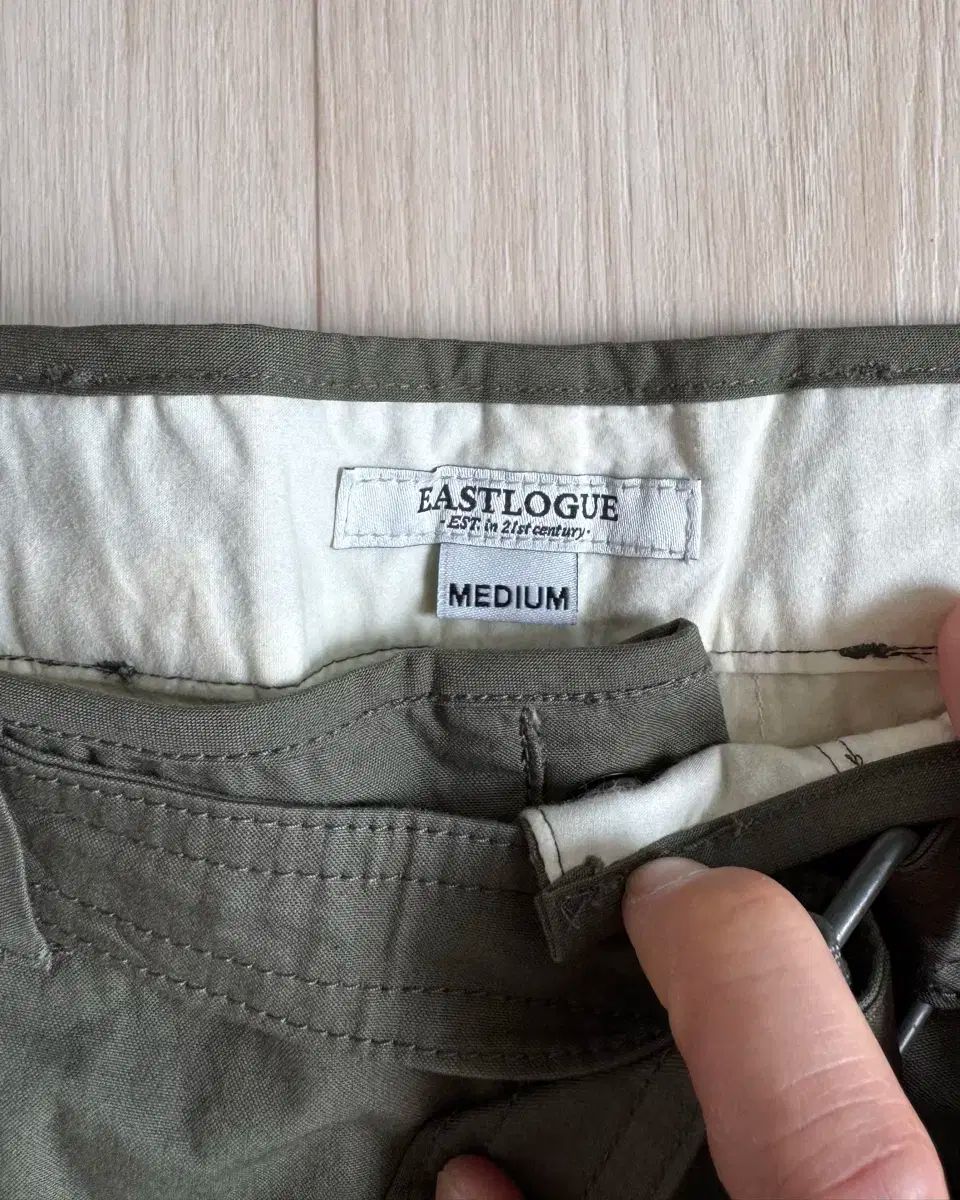 EASTLOGUE
- EST. in 21st century -
MEDIUM